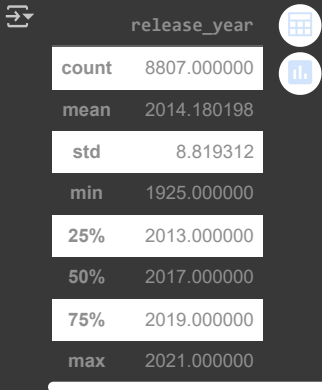 release_year
count 8807.000000
mean 2014.180198
std 8.819312
min 1925.000000
25% 2013.000000
50% 2017.000000
75% 2019.000000
max 2021.000000